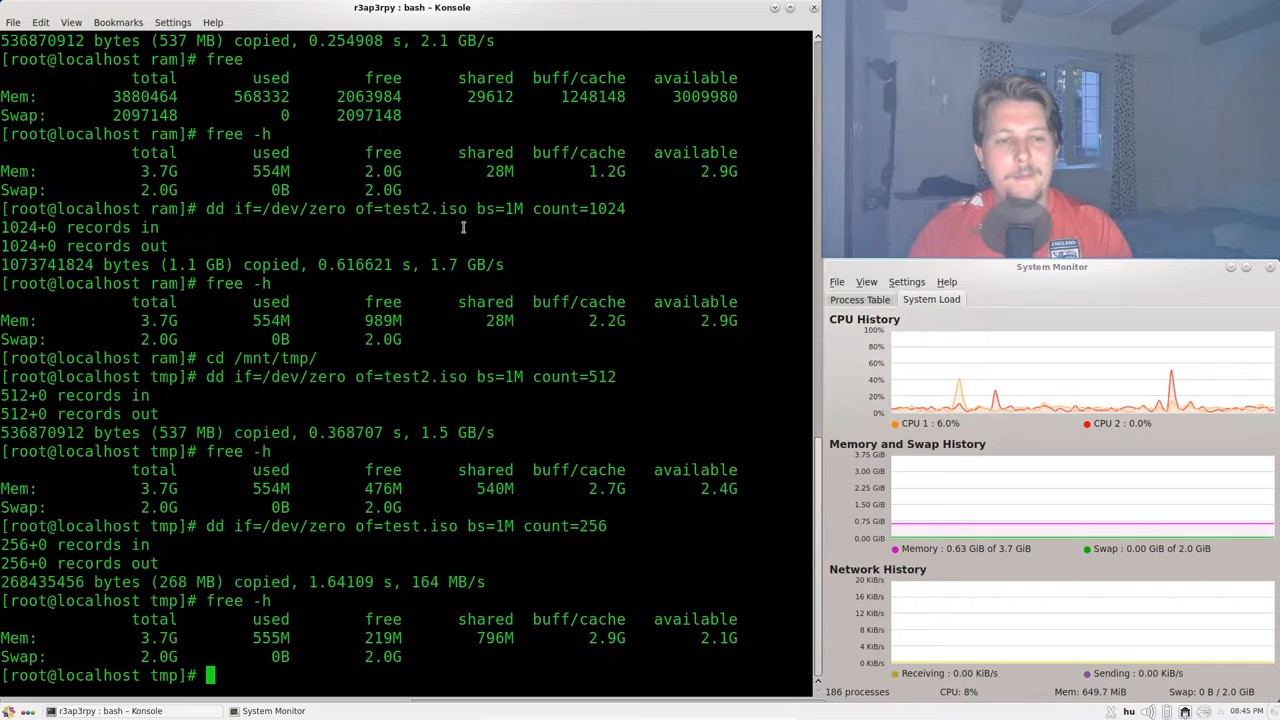 r3ap3rpy : bash – Konsole
File Edit View Bookmarks Settings Help
536870912 bytes (537 MB) copied, 0.254908 s, 2.1 GB/s
[root@localhost ram]# free
total used free shared buff/cache available
Mem: 3880464 568332 2063984 29612 1248148 3009980
Swap: 2097148 0 2097148
[root@localhost ram]# free -h
total used free shared buff/cache available
Mem: 3.7G 554M 2.0G 28M 1.2G 2.9G
Swap: 2.0G 0B 2.0G
[root@localhost ram]# dd if=/dev/zero of=test2.iso bs=1M count=1024
1024+0 records in
1024+0 records out
1073741824 bytes (1.1 GB) copied, 0.616621 s, 1.7 GB/s
[root@localhost ram]# free -h
total used free shared buff/cache available
Mem: 3.7G 554M 989M 28M 2.2G 2.9G
Swap: 2.0G 0B 2.0G
[root@localhost ram]# cd /mnt/tmp/
[root@localhost tmp]# dd if=/dev/zero of=test2.iso bs=1M count=512
512+0 records in
512+0 records out
536870912 bytes (537 MB) copied, 0.368707 s, 1.5 GB/s
[root@localhost tmp]# free -h
total used free shared buff/cache available
Mem: 3.7G 554M 476M 540M 2.7G 2.4G
Swap: 2.0G 0B 2.0G
[root@localhost tmp]# dd if=/dev/zero of=test.iso bs=1M count=256
256+0 records in
256+0 records out
268435456 bytes (268 MB) copied, 1.64109 s, 164 MB/s
[root@localhost tmp]# free -h
total used free shared buff/cache available
Mem: 3.7G 555M 219M 796M 2.9G 2.1G
Swap: 2.0G 0B 2.0G
[root@localhost tmp]#
ENGLAND
System Monitor
File View Settings Help
Process Table System Load
CPU History
100%
80%
60%
40%
20%
0%
CPU 1 : 6.0% CPU 2 : 0.0%
Memory and Swap History
3.75 GiB
3.00 GiB
2.25 GiB
1.50 GiB
0.75 GiB
0.00 GiB
Memory : 0.63 GiB of 3.7 GiB Swap : 0.00 GiB of 2.0 GiB
Network History
20 KiB/s
16 KiB/s
12 KiB/s
8 KiB/s
4 KiB/s
0 KiB/s
Receiving : 0.00 KiB/s Sending : 0.00 KiB/s
186 processes CPU: 8% Mem: 649.7 MiB Swap: 0 B / 2.0 GiB
r3ap3rpy : bash – Konsole System Monitor hu 08:45 PM